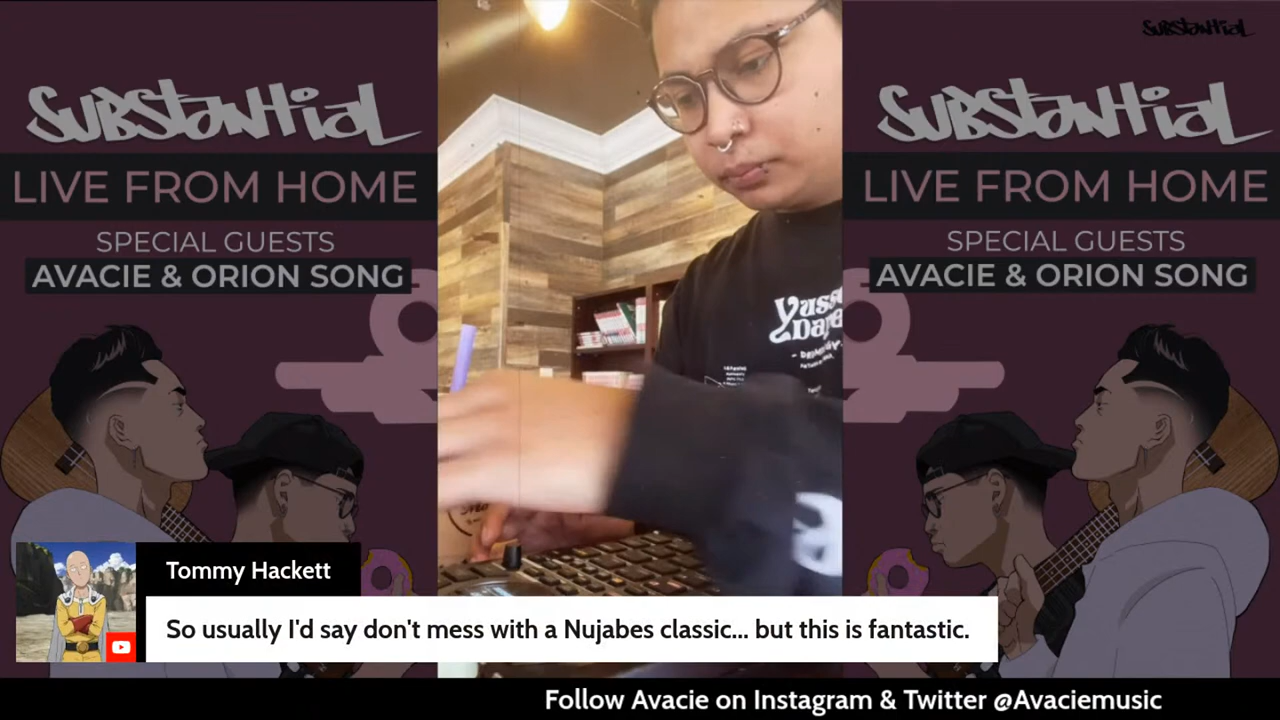 SUBSTANTIAL
SUBSTANTIAL
LIVE FROM HOME
SPECIAL GUESTS
AVACIE & ORION SONG
SUBSTANTIAL
LIVE FROM HOME
SPECIAL GUESTS
AVACIE & ORION SONG
Tommy Hackett
So usually I'd say don't mess with a Nujabes classic... but this is fantastic.
Follow Avacie on Instagram & Twitter @Avaciemusic